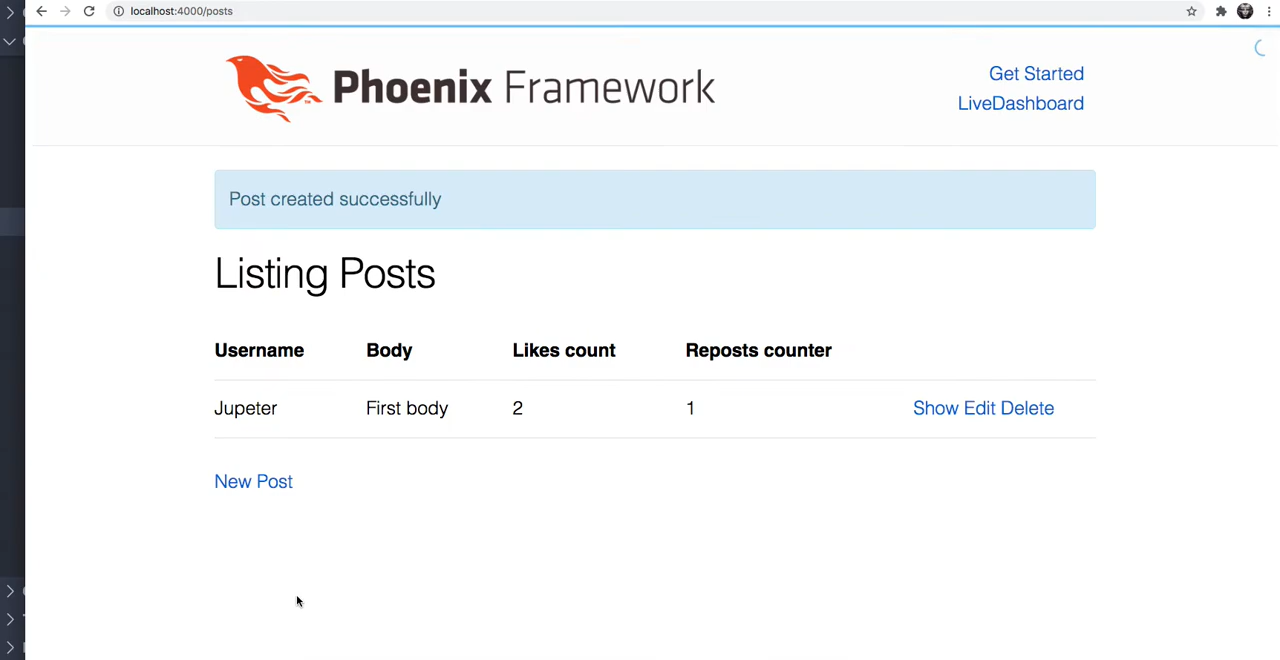 localhost:4000/posts
Phoenix Framework
Get Started
LiveDashboard
Post created successfully
Listing Posts
Username Body Likes count Reposts counter
Jupeter First body 2 1 Show Edit Delete
New Post